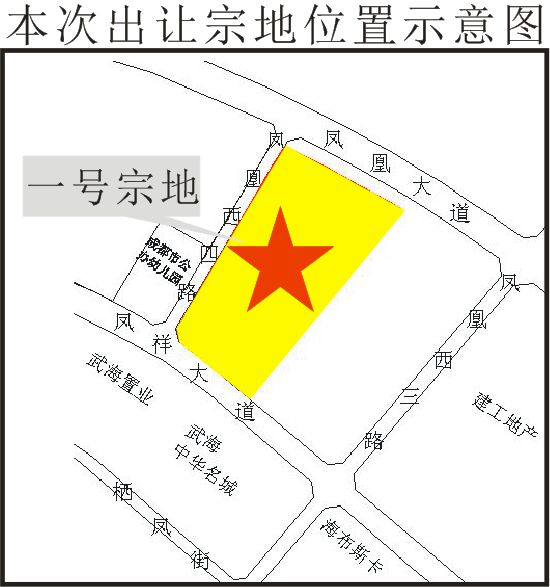 本次出让宗地位置示意图
凤凰大道
一号宗地
凤凰西四路
成都市公
办幼儿园
凤祥大道
凤凰西三路
武海置业
武海
中华名城
建工地产
栖凤街
海布斯卡